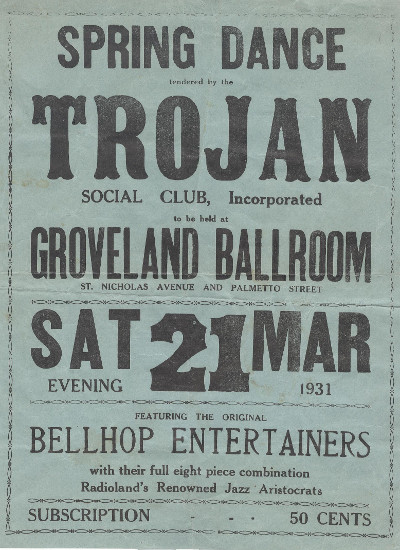 SPRING DANCE
tendered by the
TROJAN
SOCIAL CLUB, Incorporated
to be held at
GROVELAND BALLROOM
ST. NICHOLAS AVENUE AND PALMETTO STREET
SAT 21 MAR
EVENING 1931
FEATURING THE ORIGINAL
BELLHOP ENTERTAINERS
with their full eight piece combination
Radioland's Renowned Jazz Aristocrats
SUBSCRIPTION - - - 50 CENTS